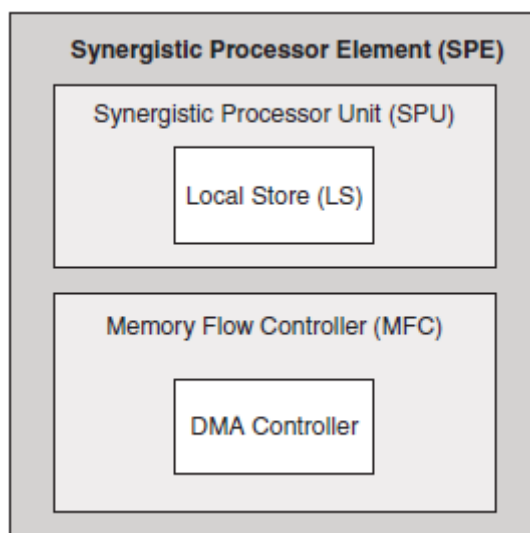 Synergistic Processor Element (SPE)
Synergistic Processor Unit (SPU)
Local Store (LS)
Memory Flow Controller (MFC)
DMA Controller